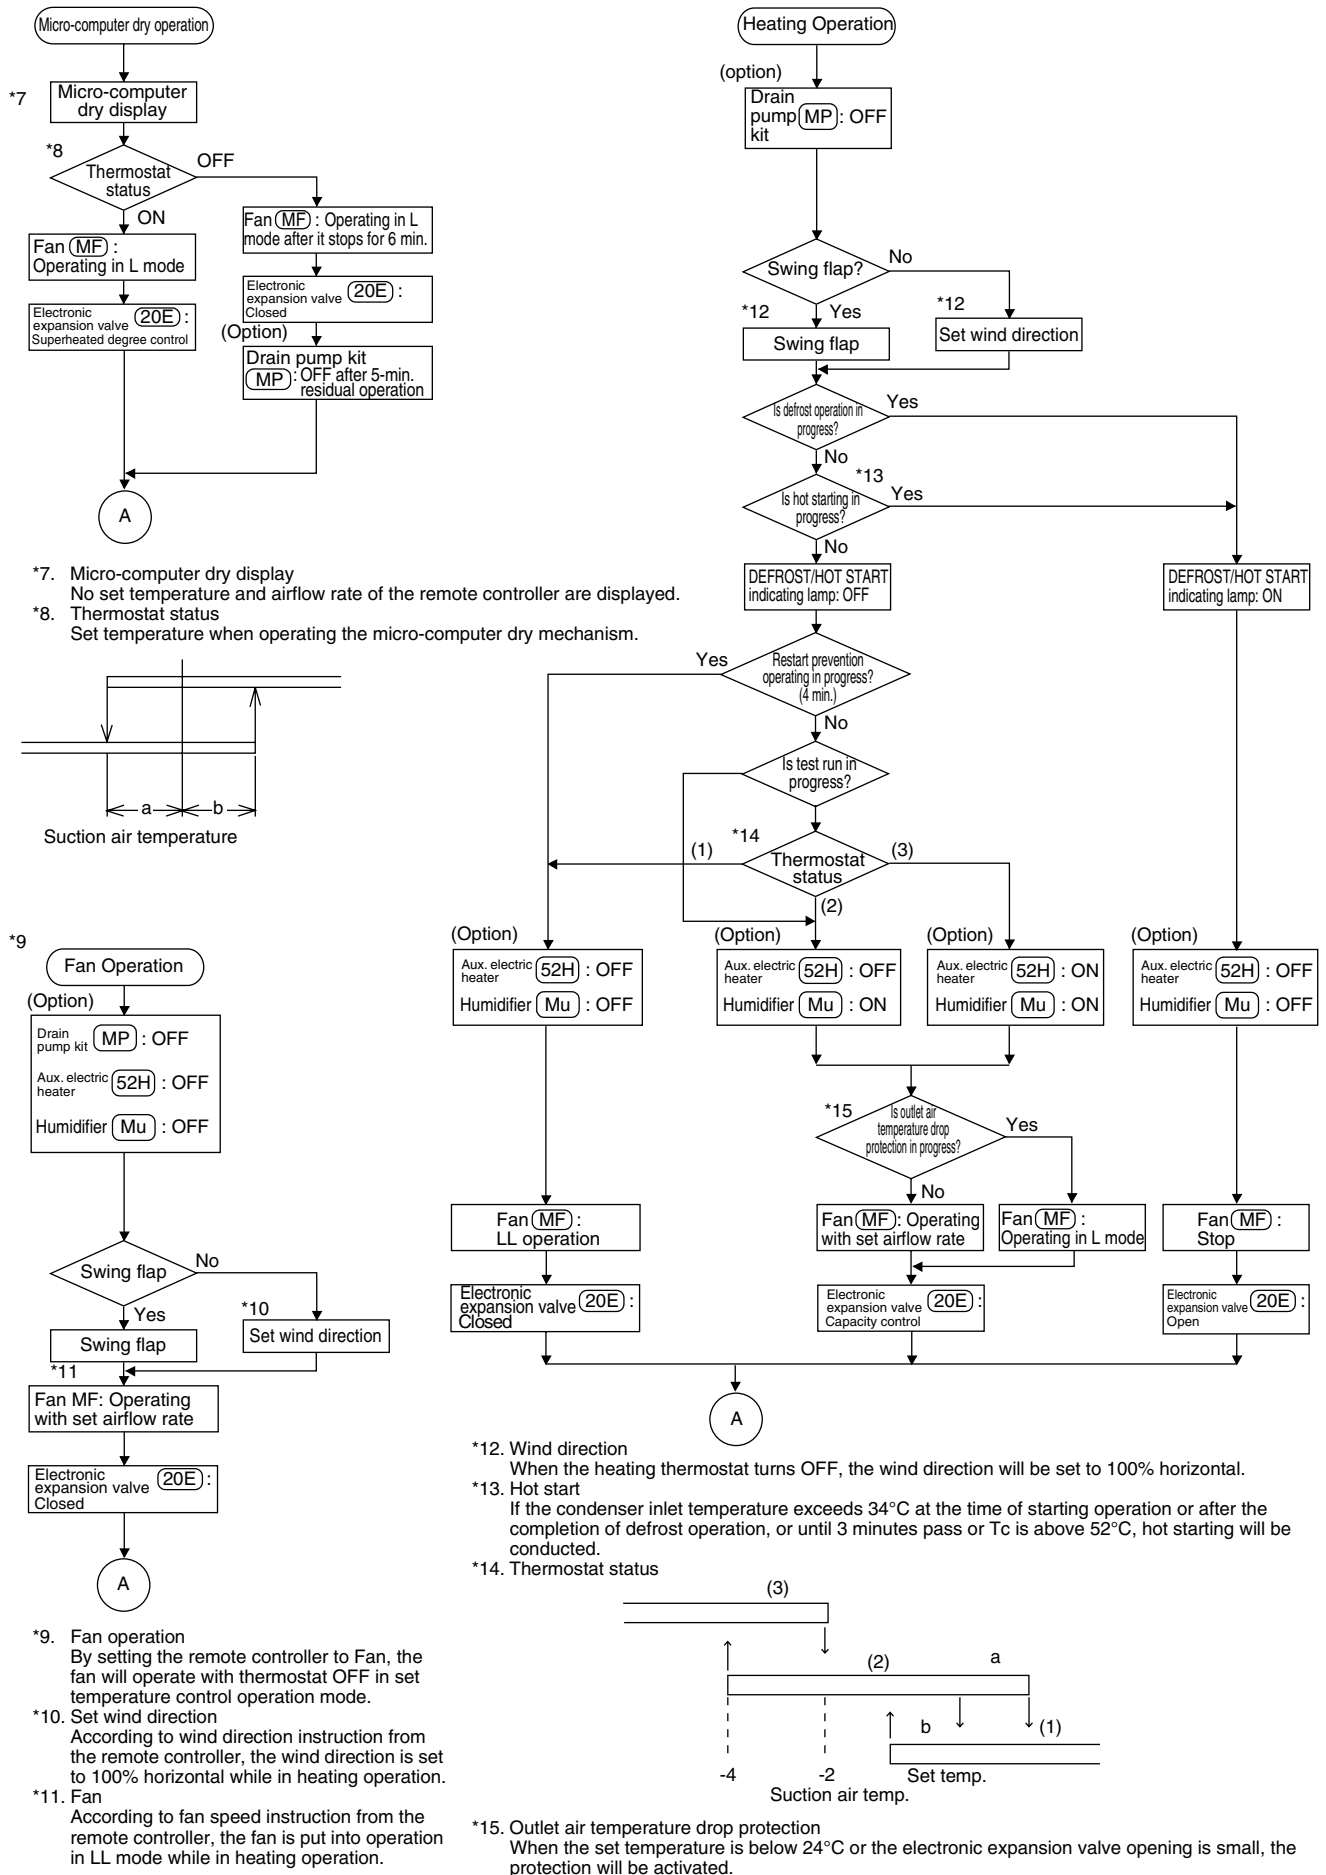 Micro-computer dry operation
*7
Micro-computer
dry display
*8
Thermostat
status
OFF
ON
Fan MF :
Operating in L mode
Electronic
expansion valve 20E :
Superheated degree control
Fan MF : Operating in L
mode after it stops for 6 min.
Electronic
expansion valve 20E :
Closed
(Option)
Drain pump kit
MP : OFF after 5-min.
residual operation
A
*7. Micro-computer dry display
No set temperature and airflow rate of the remote controller are displayed.
*8. Thermostat status
Set temperature when operating the micro-computer dry mechanism.
a
b
Suction air temperature
*9
Fan Operation
(Option)
Drain
pump kit MP : OFF
Aux. electric
heater 52H : OFF
Humidifier Mu : OFF
Swing flap
No
Yes
*10
Swing flap
Set wind direction
*11
Fan MF: Operating
with set airflow rate
Electronic
expansion valve 20E :
Closed
A
*9. Fan operation
By setting the remote controller to Fan, the
fan will operate with thermostat OFF in set
temperature control operation mode.
*10. Set wind direction
According to wind direction instruction from
the remote controller, the wind direction is set
to 100% horizontal while in heating operation.
*11. Fan
According to fan speed instruction from the
remote controller, the fan is put into operation
in LL mode while in heating operation.
Heating Operation
(option)
Drain
pump MP : OFF
kit
Swing flap?
No
*12
Yes
*12
Swing flap
Set wind direction
Is defrost operation in
progress?
Yes
No
*13
Is hot starting in
progress?
Yes
No
DEFROST/HOT START
indicating lamp: OFF
DEFROST/HOT START
indicating lamp: ON
Yes
Restart prevention
operating in progress?
(4 min.)
No
Is test run in
progress?
*14
(1)
Thermostat
status
(3)
(2)
(Option)
Aux. electric
heater 52H : OFF
Humidifier Mu : OFF
(Option)
Aux. electric
heater 52H : OFF
Humidifier Mu : ON
(Option)
Aux. electric
heater 52H : ON
Humidifier Mu : ON
(Option)
Aux. electric
heater 52H : OFF
Humidifier Mu : OFF
*15
Is outlet air
temperature drop
protection in progress?
Yes
No
Fan MF :
LL operation
Fan MF : Operating
with set airflow rate
Fan MF :
Operating in L mode
Fan MF :
Stop
Electronic
expansion valve 20E :
Closed
Electronic
expansion valve 20E :
Capacity control
Electronic
expansion valve 20E :
Open
A
*12. Wind direction
When the heating thermostat turns OFF, the wind direction will be set to 100% horizontal.
*13. Hot start
If the condenser inlet temperature exceeds 34°C at the time of starting operation or after the
completion of defrost operation, or until 3 minutes pass or Tc is above 52°C, hot starting will be
conducted.
*14. Thermostat status
(3)
(2)
a
b
(1)
-4
-2
Set temp.
Suction air temp.
*15. Outlet air temperature drop protection
When the set temperature is below 24°C or the electronic expansion valve opening is small, the
protection will be activated.